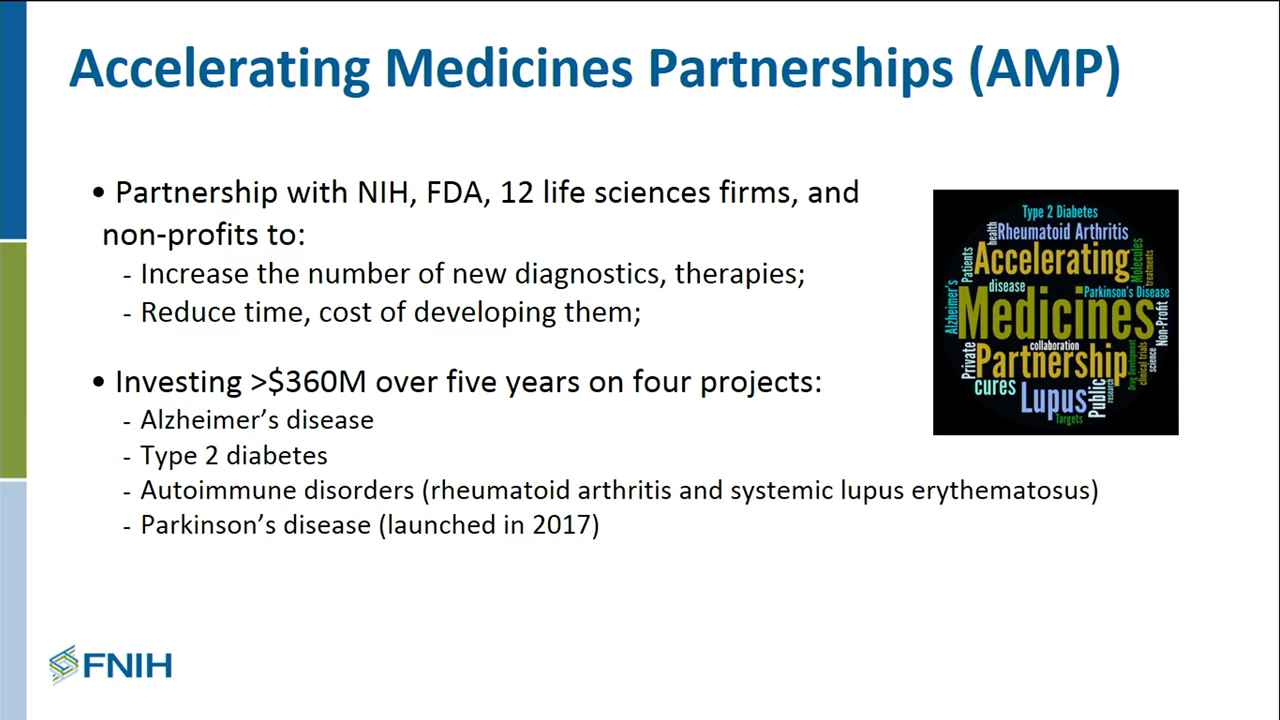 Accelerating Medicines Partnerships (AMP)
• Partnership with NIH, FDA, 12 life sciences firms, and
non-profits to:
- Increase the number of new diagnostics, therapies;
- Reduce time, cost of developing them;
• Investing >$360M over five years on four projects:
- Alzheimer’s disease
- Type 2 diabetes
- Autoimmune disorders (rheumatoid arthritis and systemic lupus erythematosus)
- Parkinson’s disease (launched in 2017)
Type 2 Diabetes
health
Rheumatoid Arthritis
Patients
Accelerating
Molecules
treatments
disease
Parkinson's Disease
Alzheimer's
Medicines
Non-Profit
collaboration
Private
Partnership
Drug Development
clinical trials
science
cures
Lupus
Public
research
Targets
FNIH